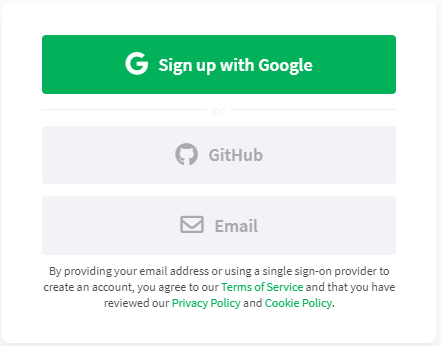 Sign up with Google
or
GitHub
Email
By providing your email address or using a single sign-on provider to
create an account, you agree to our Terms of Service and that you have
reviewed our Privacy Policy and Cookie Policy.